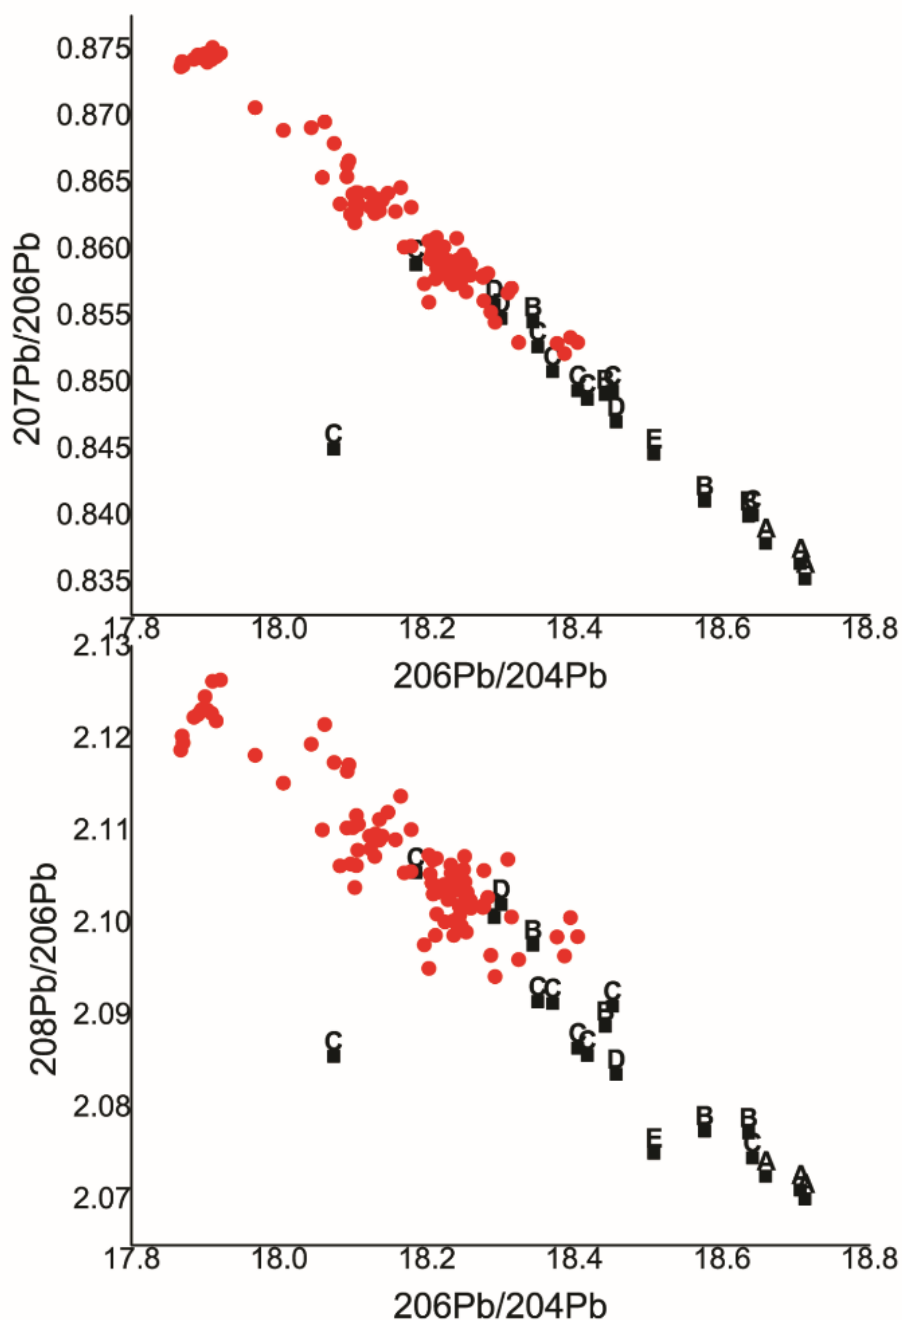 0.875
0.870
0.865
0.860
0.855
0.850
0.845
0.840
0.835
207Pb/206Pb
C
D
D
B
C
C
C
C
B
C
D
C
E
B
B
C
A
A
A
17.8
18.0
18.2
18.4
18.6
18.8
206Pb/204Pb
2.13
2.12
2.11
2.10
2.09
2.08
2.07
208Pb/206Pb
C
D
B
C
C
C
B
C
C
C
D
E
B
B
C
A
A
A
17.8
18.0
18.2
18.4
18.6
18.8
206Pb/204Pb